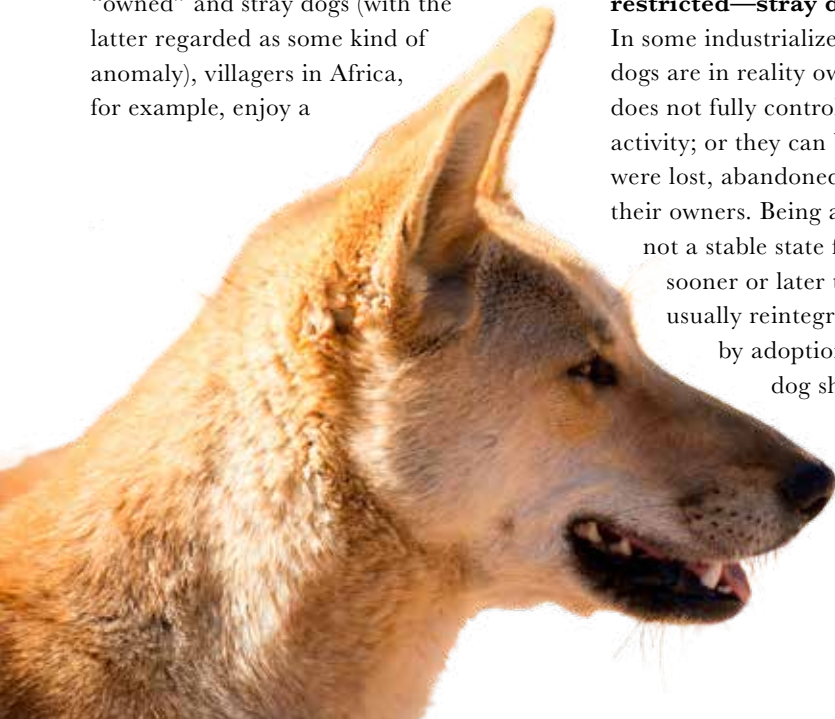 "owned" and stray dogs (with the
latter regarded as some kind of
anomaly), villagers in Africa,
for example, enjoy a
restricted—stray
In some
dogs are in reality
does not fully
activity; or they can
were lost,
their owners. Being
not a stable state
sooner or later
usually
by
dog